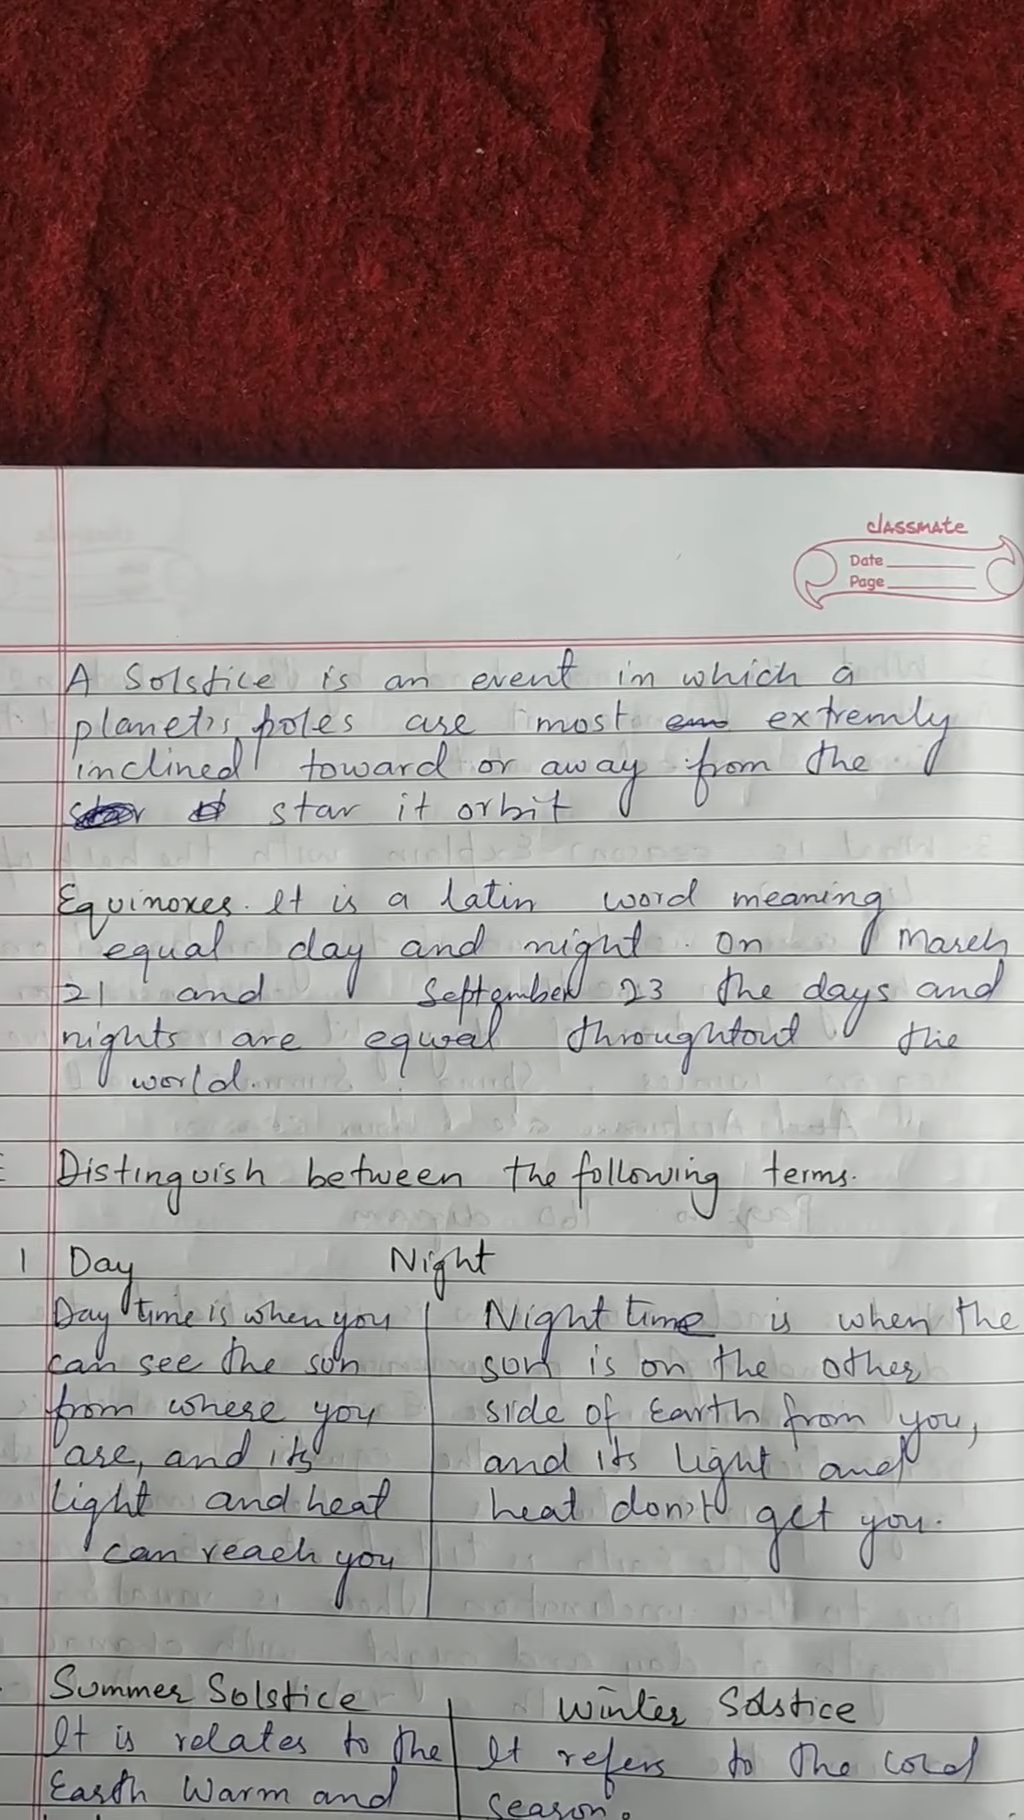 classmate
Date
Page
A Solstice is an event in which a
planet's poles are most extremly
inclined toward or away from the
star it orbit
Equinoxes. It is a latin word meaning
equal day and night. On March
21 and September 23 the days and
nights are equal throughtout the
world.
Distinguish between the following terms.
1 Day Night
Day time is when you
can see the sun
from where you
are, and its
light and heat
can reach you
Night time is when the
sun is on the other
side of Earth from you,
and its light and
heat don't get you.
Summer Solstice
It is relates to the
Earth Warm and
Winter Solstice
It refers to the cold
season.